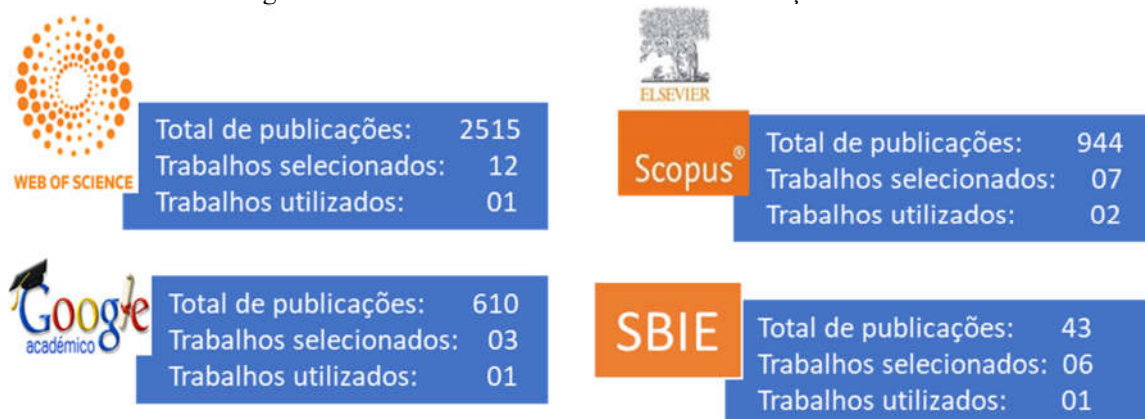 WEB OF SCIENCE
Total de publicações: 2515
Trabalhos selecionados: 12
Trabalhos utilizados: 01
ELSEVIER
Scopus®
Total de publicações: 944
Trabalhos selecionados: 07
Trabalhos utilizados: 02
Google
académico
Total de publicações: 610
Trabalhos selecionados: 03
Trabalhos utilizados: 01
SBIE
Total de publicações: 43
Trabalhos selecionados: 06
Trabalhos utilizados: 01